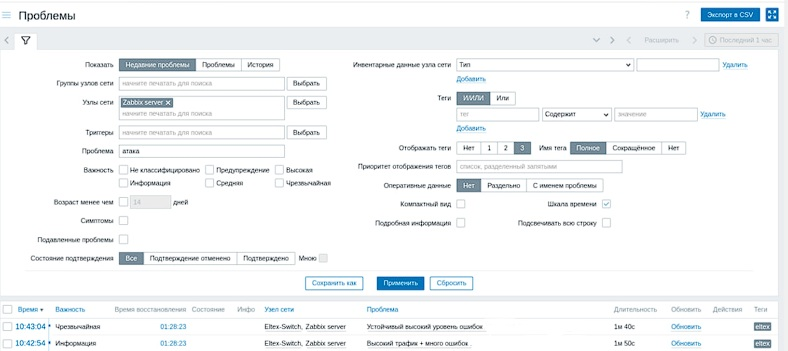 Проблемы ? Экспорт в CSV
Расширить Последний 1 час
Показать Недавние проблемы Проблемы История
Группы узлов сети начните печатать для поиска Выбрать
Узлы сети Zabbix server Выбрать
начните печатать для поиска
Триггеры начните печатать для поиска Выбрать
Проблема атака
Важность Не классифицировано Предупреждение Высокая
Информация Средняя Чрезвычайная
Возраст менее чем 14 дней
Симптомы
Подавленные проблемы
Состояние подтверждения Все Подтверждение отменено Подтверждено Мною
Инвентарные данные узла сети Тип Удалить
Добавить
Теги И/ИЛИ Или
тег Содержит значение Удалить
Добавить
Отображать теги Нет 1 2 3 Имя тега Полное Сокращённое Нет
Приоритет отображения тегов список, разделенный запятыми
Оперативные данные Нет Раздельно С именем проблемы
Компактный вид Шкала времени
Подробная информация Подсвечивать всю строку
Сохранить как Применить Сбросить
Время Важность Время восстановления Состояние Инфо Узел сети Проблема Длительность Обновить Действия Теги
10:43:04 Чрезвычайная 01:28:23 Eltex-Switch, Zabbix server Устойчивый высокий уровень ошибок 1м 40с Обновить eltex
10:42:54 Информация 01:28:23 Eltex-Switch, Zabbix server Высокий трафик + много ошибок 1м 50с Обновить eltex